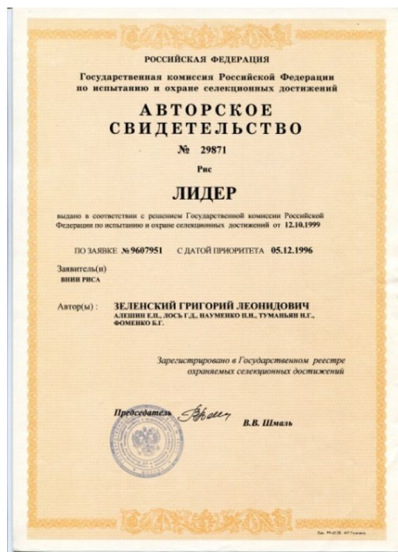 РОССИЙСКАЯ ФЕДЕРАЦИЯ
Государственная комиссия Российской Федерации
по испытанию и охране селекционных достижений
АВТОРСКОЕ
СВИДЕТЕЛЬСТВО
№ 29871
Рис
ЛИДЕР
выдано в соответствии с решением Государственной комиссии Российской
Федерации по испытанию и охране селекционных достижений от 12.10.1999
ПО ЗАЯВКЕ № 9607951 С ДАТОЙ ПРИОРИТЕТА 05.12.1996
Заявитель(и)
ВНИИ РИСА
Автор(ы) : ЗЕЛЕНСКИЙ ГРИГОРИЙ ЛЕОНИДОВИЧ
АЛЕШИН Е.П., ЛОСЬ Г.Д., НАУМЕНКО П.Н., ТУМАНЬЯН Н.Г.,
ФОМЕНКО Б.Г.
Зарегистрировано в Государственном реестре
охраняемых селекционных достижений
Председатель
В.В. Шмаль